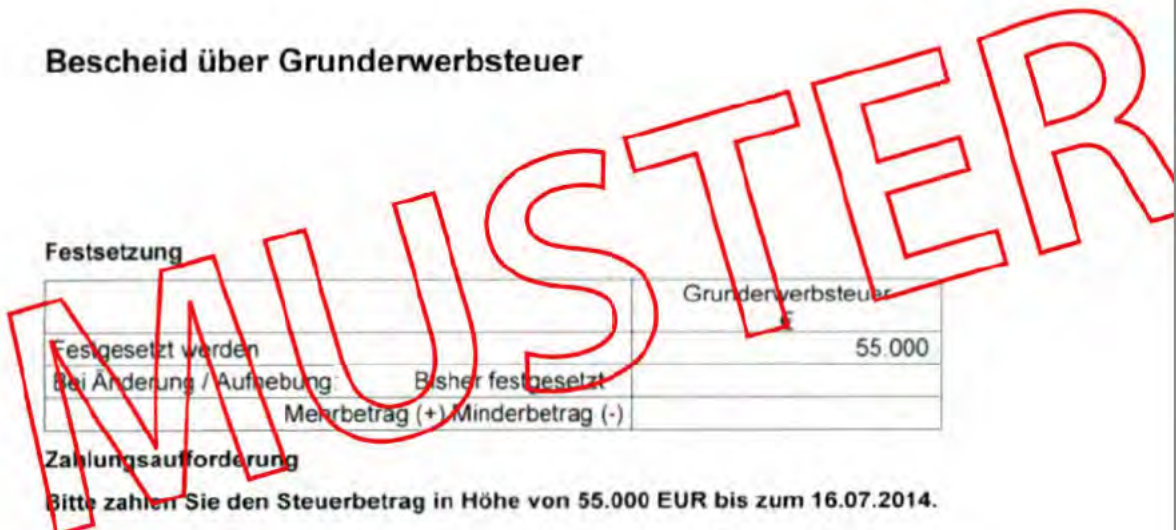 Bescheid über Grunderwerbsteuer
MUSTER
Festsetzung
Grunderwerbsteuer
€
Festgesetzt werden 55.000
Bei Änderung / Aufhebung: Bisher festgesetzt
Mehrbetrag (+) Minderbetrag (-)
Zahlungsaufforderung
Bitte zahlen Sie den Steuerbetrag in Höhe von 55.000 EUR bis zum 16.07.2014.